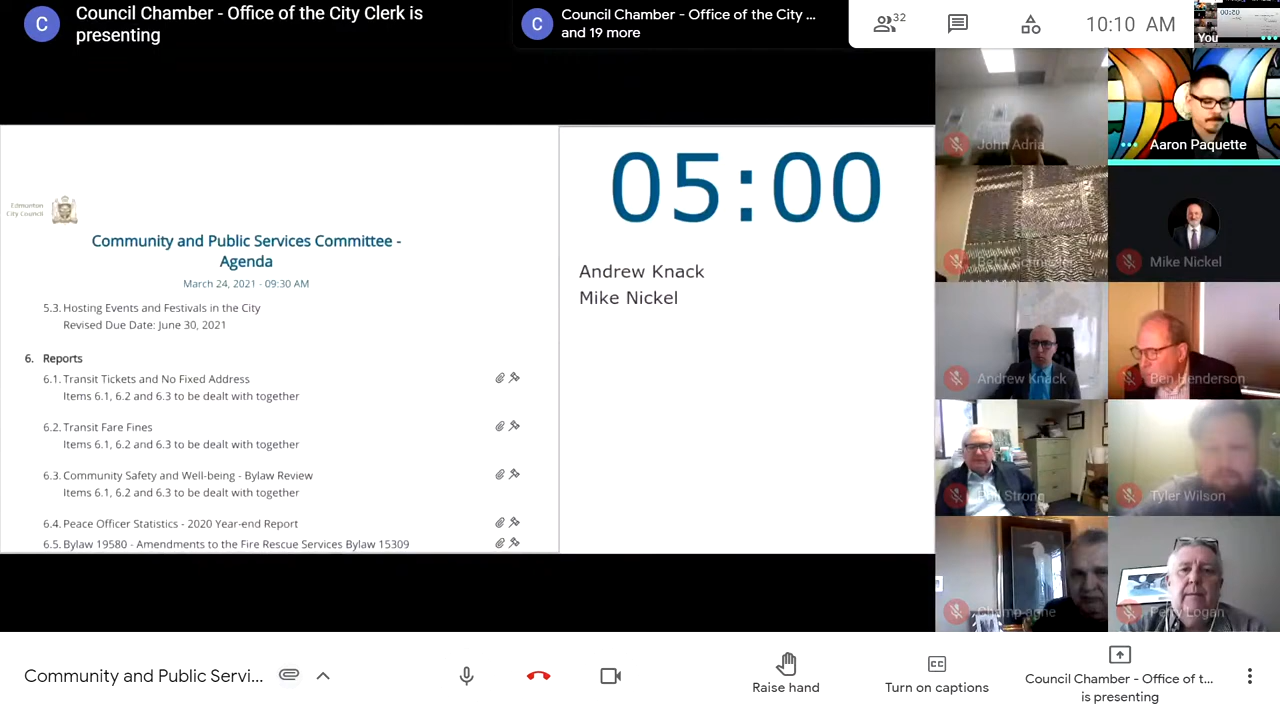 C
Council Chamber - Office of the City Clerk is
presenting
C
Council Chamber - Office of the City ...
and 19 more
32
10:10 AM
You
Edmonton
City Council
Community and Public Services Committee -
Agenda
March 24, 2021 - 09:30 AM
5.3. Hosting Events and Festivals in the City
Revised Due Date: June 30, 2021
6. Reports
6.1. Transit Tickets and No Fixed Address
Items 6.1, 6.2 and 6.3 to be dealt with together
6.2. Transit Fare Fines
Items 6.1, 6.2 and 6.3 to be dealt with together
6.3. Community Safety and Well-being - Bylaw Review
Items 6.1, 6.2 and 6.3 to be dealt with together
6.4. Peace Officer Statistics - 2020 Year-end Report
6.5. Bylaw 19580 - Amendments to the Fire Rescue Services Bylaw 15309
05:00
Andrew Knack
Mike Nickel
John Adria
Aaron Paquette
Mike Nickel
Andrew Knack
Ben Henderson
Strong
Tyler Wilson
Perry Logan
Community and Public Servi...
Raise hand
Turn on captions
Council Chamber - Office of t...
is presenting